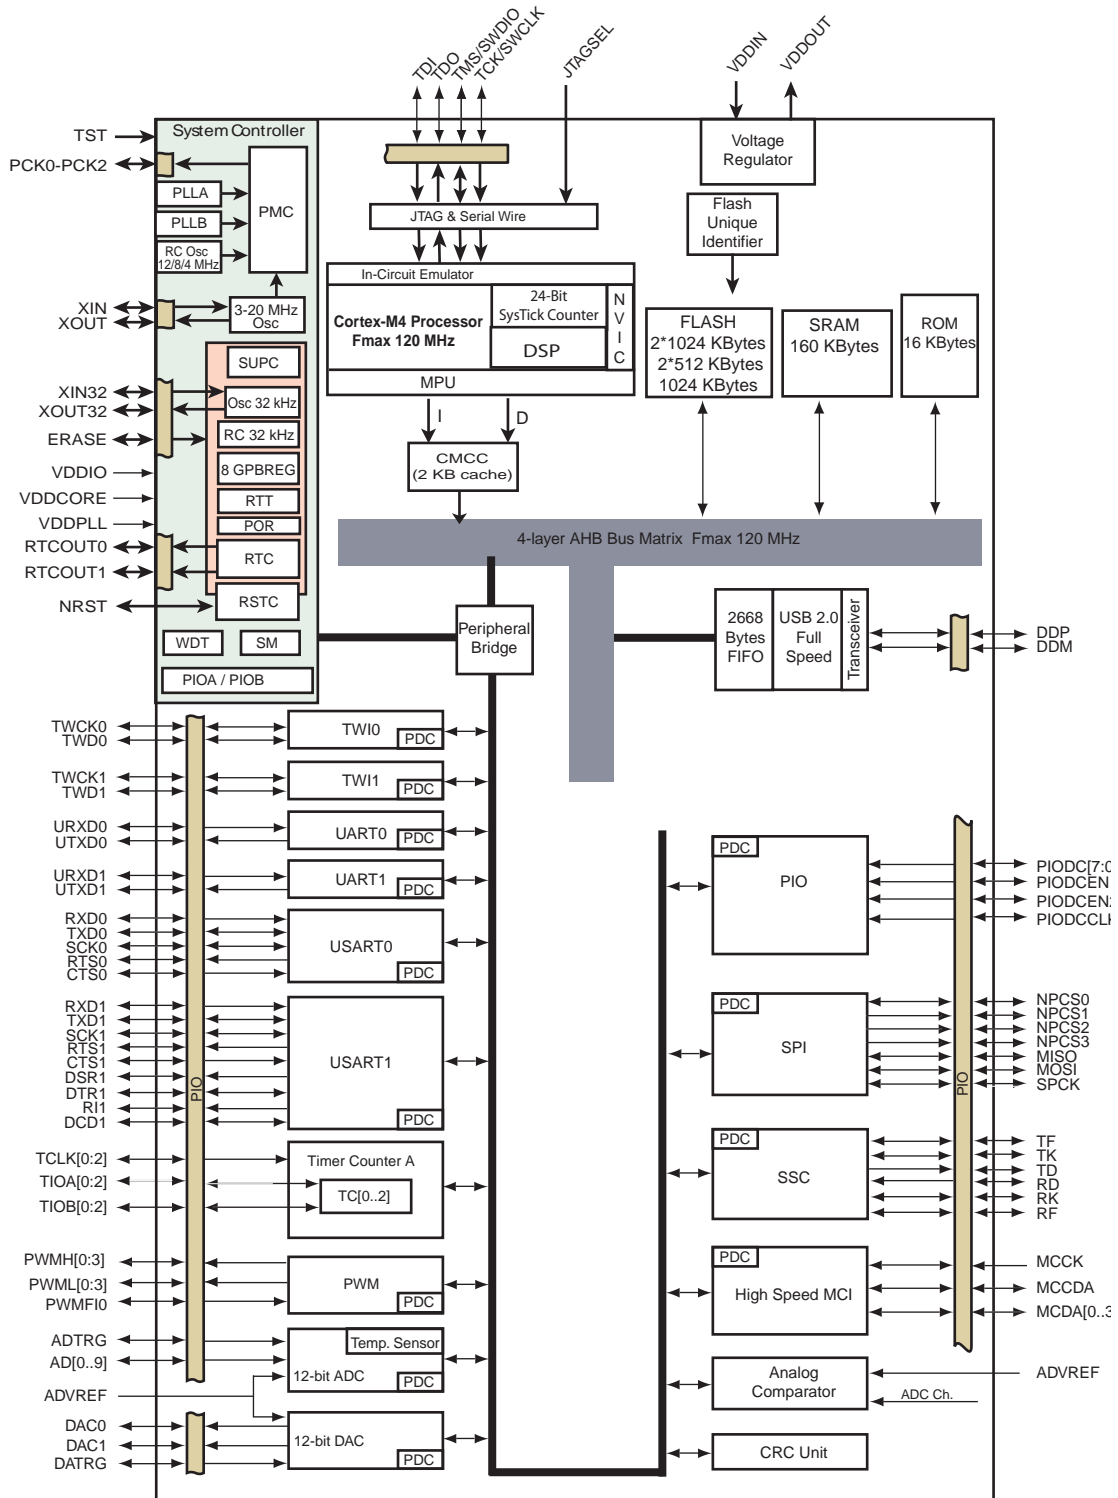 TDI
TDO
TMS/SWDIO
TCK/SWCLK
JTAGSEL
VDDIN
VDDOUT
TST
PCK0-PCK2
System Controller
PLLA
PLLB
RC Osc
12/8/4 MHz
PMC
XIN
XOUT
3-20 MHz
Osc
SUPC
XIN32
XOUT32
Osc 32 kHz
ERASE
RC 32 kHz
VDDIO
8 GPBREG
VDDCORE
RTT
VDDPLL
POR
RTCOUT0
RTC
RTCOUT1
NRST
RSTC
WDT
SM
PIOA / PIOB
JTAG & Serial Wire
In-Circuit Emulator
Cortex-M4 Processor
Fmax 120 MHz
24-Bit
SysTick Counter
DSP
N
V
I
C
MPU
I
D
CMCC
(2 KB cache)
Voltage
Regulator
Flash
Unique
Identifier
FLASH
2*1024 KBytes
2*512 KBytes
1024 KBytes
SRAM
160 KBytes
ROM
16 KBytes
4-layer AHB Bus Matrix Fmax 120 MHz
Peripheral
Bridge
2668
Bytes
FIFO
USB 2.0
Full
Speed
Transceiver
DDP
DDM
TWCK0
TWD0
TWI0
PDC
TWCK1
TWD1
TWI1
PDC
URXD0
UTXD0
UART0
PDC
URXD1
UTXD1
UART1
PDC
RXD0
TXD0
SCK0
RTS0
CTS0
USART0
PDC
RXD1
TXD1
SCK1
RTS1
CTS1
DSR1
DTR1
RI1
DCD1
PIO
USART1
PDC
TCLK[0:2]
TIOA[0:2]
TIOB[0:2]
Timer Counter A
TC[0..2]
PWMH[0:3]
PWML[0:3]
PWMFI0
PWM
PDC
ADTRG
AD[0..9]
ADVREF
Temp. Sensor
12-bit ADC
PDC
DAC0
DAC1
DATRG
12-bit DAC
PDC
PDC
PIO
PIODC[7:0
PIODCEN
PIODCEN2
PIODCCLK
PDC
SPI
NPCS0
NPCS1
NPCS2
NPCS3
MISO
MOSI
SPCK
PIO
PDC
SSC
TF
TK
TD
RD
RK
RF
PDC
High Speed MCI
MCCK
MCCDA
MCDA[0..3
Analog
Comparator
ADVREF
ADC Ch.
CRC Unit